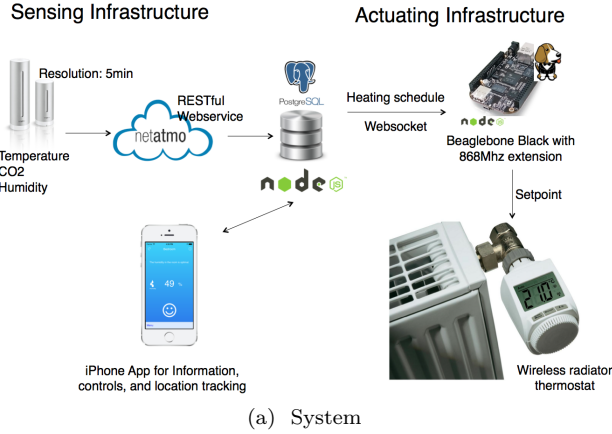 Sensing Infrastructure
Actuating Infrastructure
Resolution: 5min
RESTful
Webservice
netatmo
PostgreSQL
Heating schedule
Websocket
node
Beaglebone Black with
868Mhz extension
Temperature
CO2
Humidity
node JS
Setpoint
49 %
21.0°
iPhone App for Information,
controls, and location tracking
Wireless radiator
thermostat
(a) System